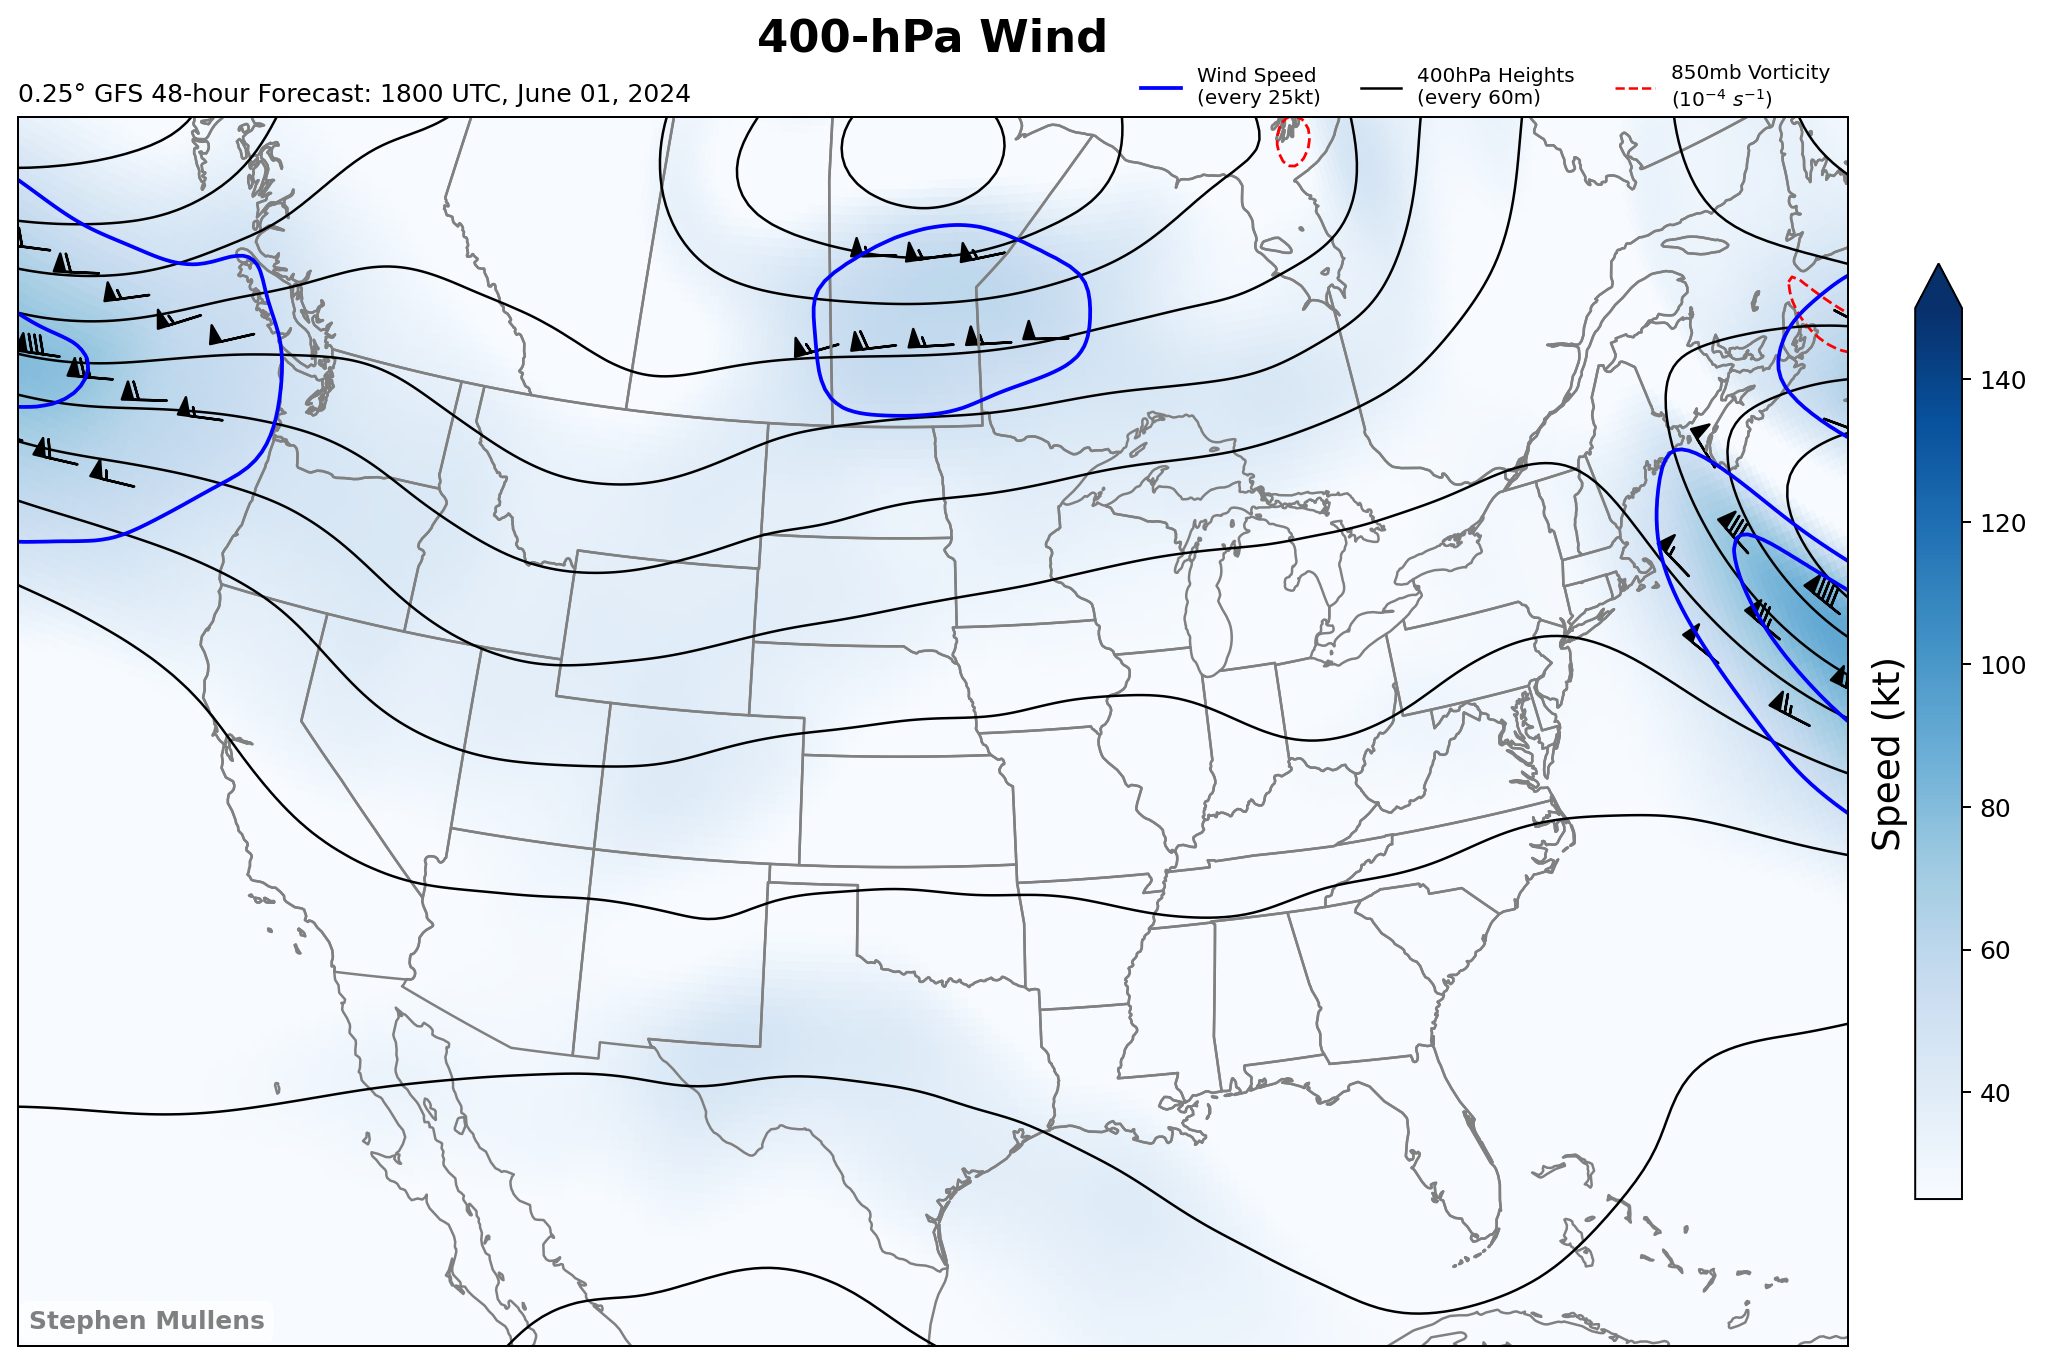 400-hPa Wind
0.25° GFS 48-hour Forecast: 1800 UTC, June 01, 2024
Wind Speed
(every 25kt)
400hPa Heights
(every 60m)
850mb Vorticity
(10⁻⁴ s⁻¹)
140
120
100
80
60
40
Speed (kt)
Stephen Mullens